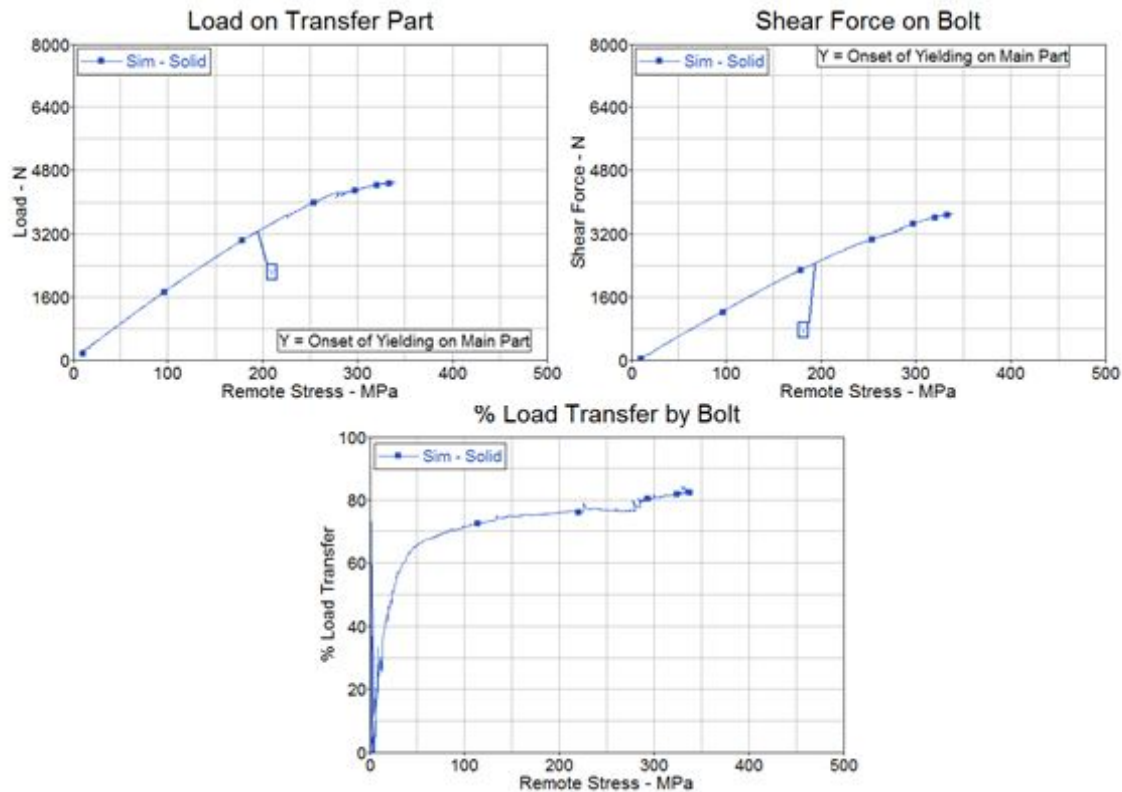 Load on Transfer Part
8000
6400
4800
3200
1600
0
Load - N
Sim - Solid
Y = Onset of Yielding on Main Part
0 100 200 300 400 500
Remote Stress - MPa
Shear Force on Bolt
8000
6400
4800
3200
1600
0
Shear Force - N
Sim - Solid
Y = Onset of Yielding on Main Part
0 100 200 300 400 500
Remote Stress - MPa
% Load Transfer by Bolt
100
80
60
40
20
0
% Load Transfer
Sim - Solid
0 100 200 300 400 500
Remote Stress - MPa